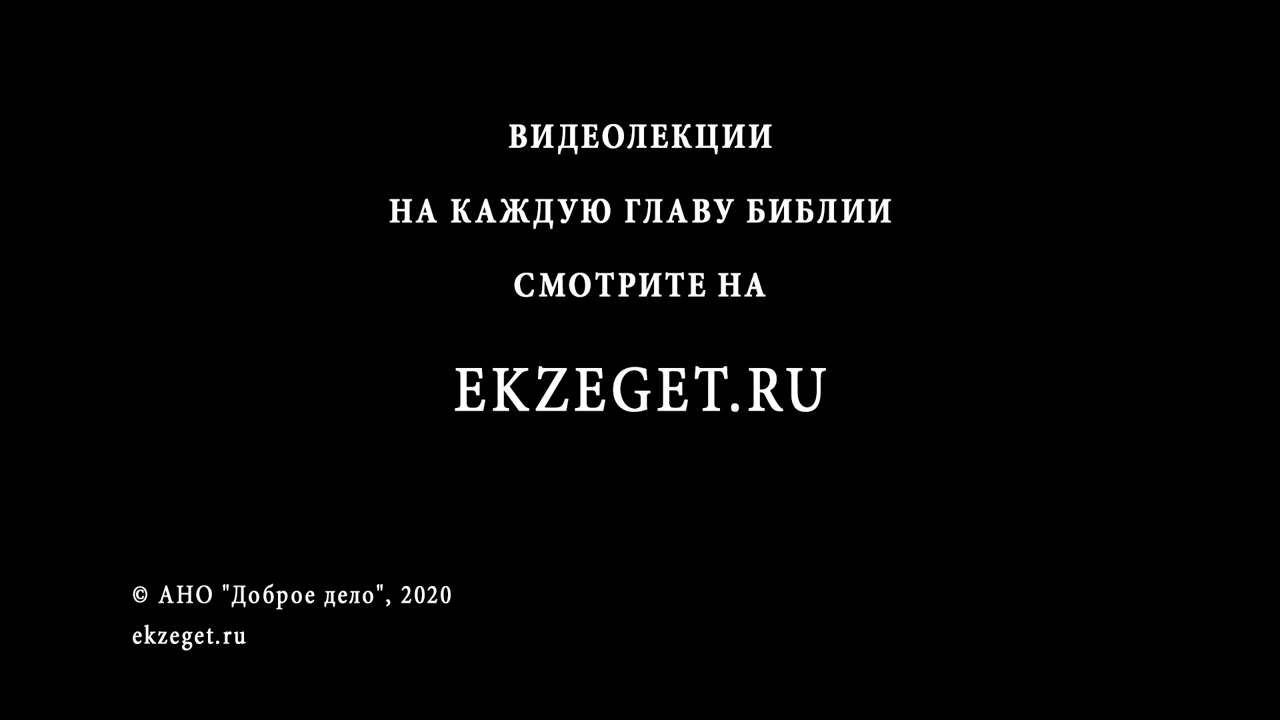 ВИДЕОЛЕКЦИИ
НА КАЖДУЮ ГЛАВУ БИБЛИИ
СМОТРИТЕ НА
EKZEGET.RU
© АНО "Доброе дело", 2020
ekzeget.ru